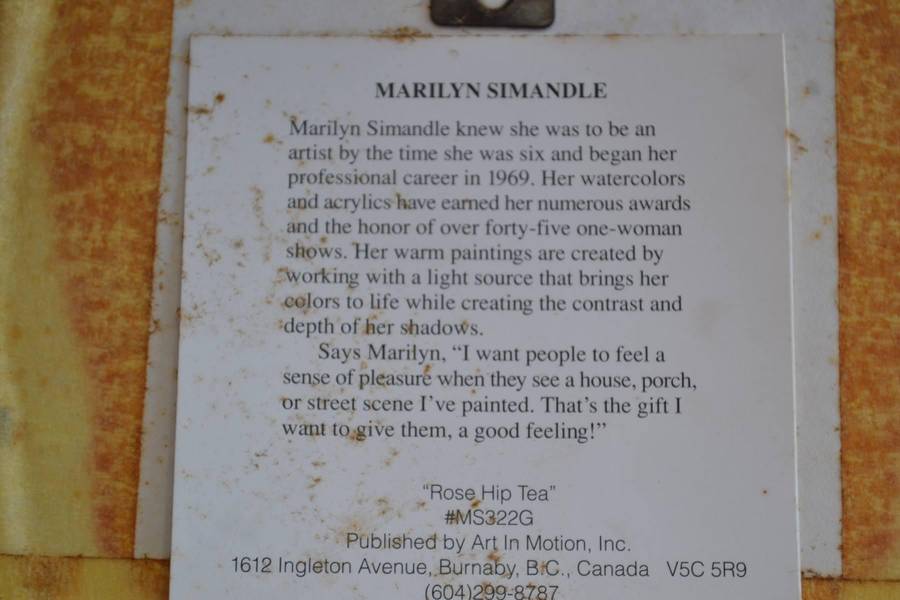 MARILYN SIMANDLE
Marilyn Simandle knew she was to be an
artist by the time she was six and began her
professional career in 1969. Her watercolors
and acrylics have earned her numerous awards
and the honor of over forty-five one-woman
shows. Her warm paintings are created by
working with a light source that brings her
colors to life while creating the contrast and
depth of her shadows.
Says Marilyn, “I want people to feel a
sense of pleasure when they see a house, porch,
or street scene I’ve painted. That’s the gift I
want to give them, a good feeling!”
“Rose Hip Tea”
#MS322G
Published by Art In Motion, Inc.
1612 Ingleton Avenue, Burnaby, B.C., Canada V5C 5R9
(604)299-8787